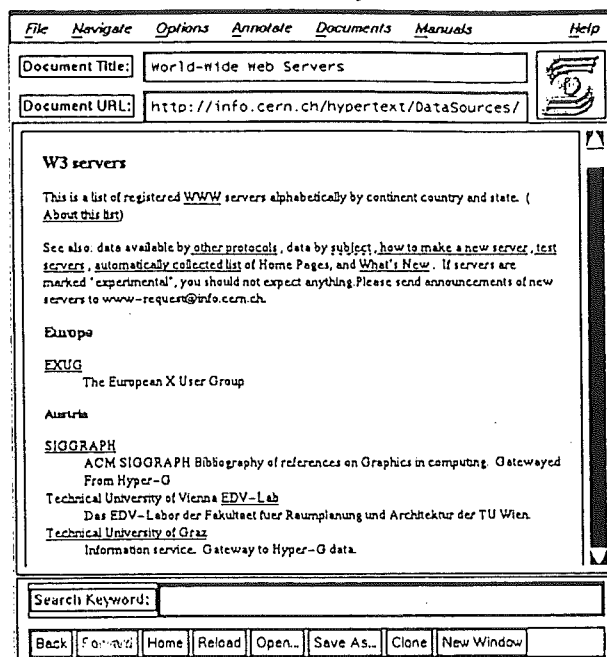 File Navigate Options Annotate Documents Manuals Help
Document Title: World-Wide Web Servers
Document URL: http://info.cern.ch/hypertext/DataSources/
W3 servers
This is a list of registered WWW servers alphabetically by continent country and state. (
About this list)
See also: data available by other protocols , data by subject , how to make a new server , test
servers , automatically collected list of Home Pages, and What's New . If servers are
marked "experimental", you should not expect anything.Please send announcements of new
servers to www-request@info.cern.ch.
Europe
EXUG
The European X User Group
Austria
SIGGRAPH
ACM SIGGRAPH Bibliography of references on Graphics in computing. Gatewayed
From Hyper-G
Technical University of Vienna EDV-Lab
Das EDV-Labor der Fakultaet fuer Raumplanung und Architektur der TU Wien.
Technical University of Graz
Information service. Gateway to Hyper-G data.
Search Keyword:
Back Forward Home Reload Open... Save As... Clone New Window